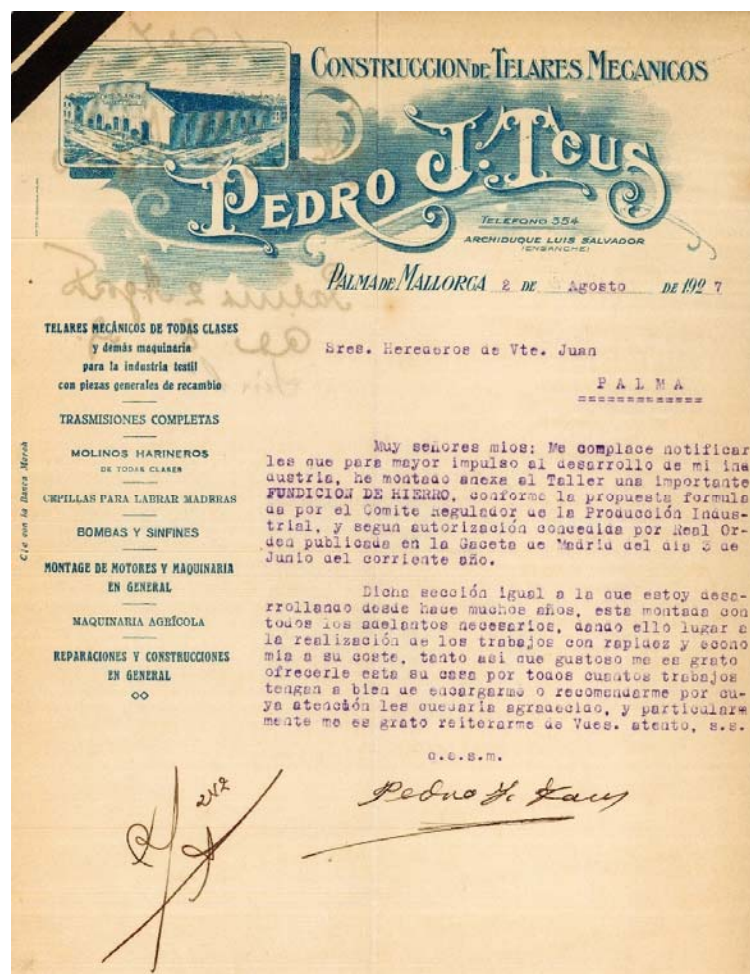 CONSTRUCCION DE TELARES MECANICOS
PEDRO J. TOUS
TELEFONO 354
ARCHIDUQUE LUIS SALVADOR
(ENSANCHE)
PALMA DE MALLORCA 2 DE Agosto DE 1927
TELARES MECÁNICOS DE TODAS CLASES
y demás maquinaria
para la industria textil
con piezas generales de recambio
TRASMISIONES COMPLETAS
MOLINOS HARINEROS
DE TODAS CLASES
CEPILLAS PARA LABRAR MADERAS
BOMBAS Y SINFINES
MONTAGE DE MOTORES Y MAQUINARIA
EN GENERAL
MAQUINARIA AGRÍCOLA
REPARACIONES Y CONSTRUCCIONES
EN GENERAL
Cje con la Banca March
Sres. Herederos de Vte. Juan
PALMA
=============
Muy señores mios: Me complace notificar
les que para mayor impulso al desarrollo de mi ind
dustria, he montado anexa al Taller una importante
FUNDICION DE HIERRO, conforme la propuesta formula
da por el Comite Regulador de la Producción Indus-
trial, y segun autorización concedida por Real Or-
den publicada en la Gaceta de Madrid del dia 3 de
Junio del corriente año.
Dicha sección igual a la que estoy desa-
rrollando desde hace muchos años, esta montada con
todos los adelantos necesarios, dando ello lugar a
la realización de los trabajos con rapidez y econo
mia a su coste, tanto asi que gustoso me es grato
ofrecerle esta su casa por todos cuantos trabajos
tengan a bien de encargarme o recomendarme por cu-
ya atención les quedaria agradecido, y particularm
mente me es grato reiterarme de Vdes. atento, s.s.
q.e.s.m.
Pedro J. Tous
242